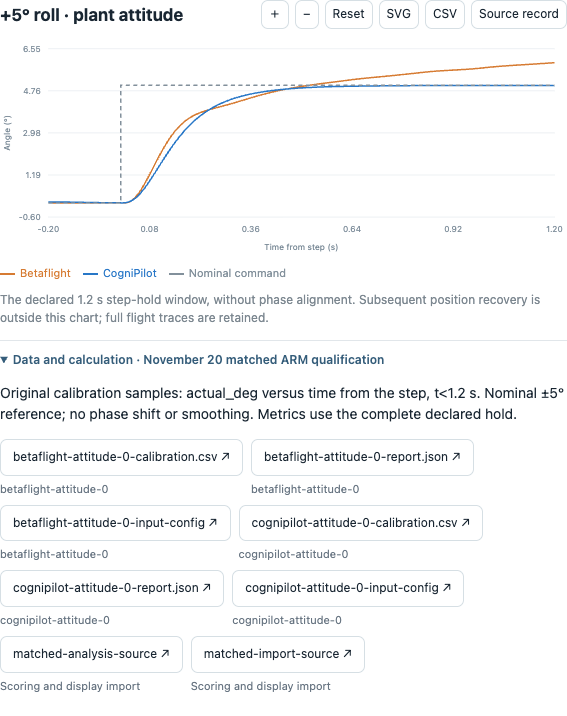 +5° roll · plant attitude
+
−
Reset
SVG
CSV
Source record
6.55
4.76
2.98
1.19
-0.60
Angle (°)
-0.20
0.08
0.36
0.64
0.92
1.20
Time from step (s)
Betaflight
CogniPilot
Nominal command
The declared 1.2 s step-hold window, without phase alignment. Subsequent position recovery is
outside this chart; full flight traces are retained.
▼ Data and calculation · November 20 matched ARM qualification
Original calibration samples: actual_deg versus time from the step, t<1.2 s. Nominal ±5°
reference; no phase shift or smoothing. Metrics use the complete declared hold.
betaflight-attitude-0-calibration.csv ↗
betaflight-attitude-0-report.json ↗
betaflight-attitude-0
betaflight-attitude-0
betaflight-attitude-0-input-config ↗
cognipilot-attitude-0-calibration.csv ↗
betaflight-attitude-0
cognipilot-attitude-0
cognipilot-attitude-0-report.json ↗
cognipilot-attitude-0-input-config ↗
cognipilot-attitude-0
cognipilot-attitude-0
matched-analysis-source ↗
matched-import-source ↗
Scoring and display import
Scoring and display import